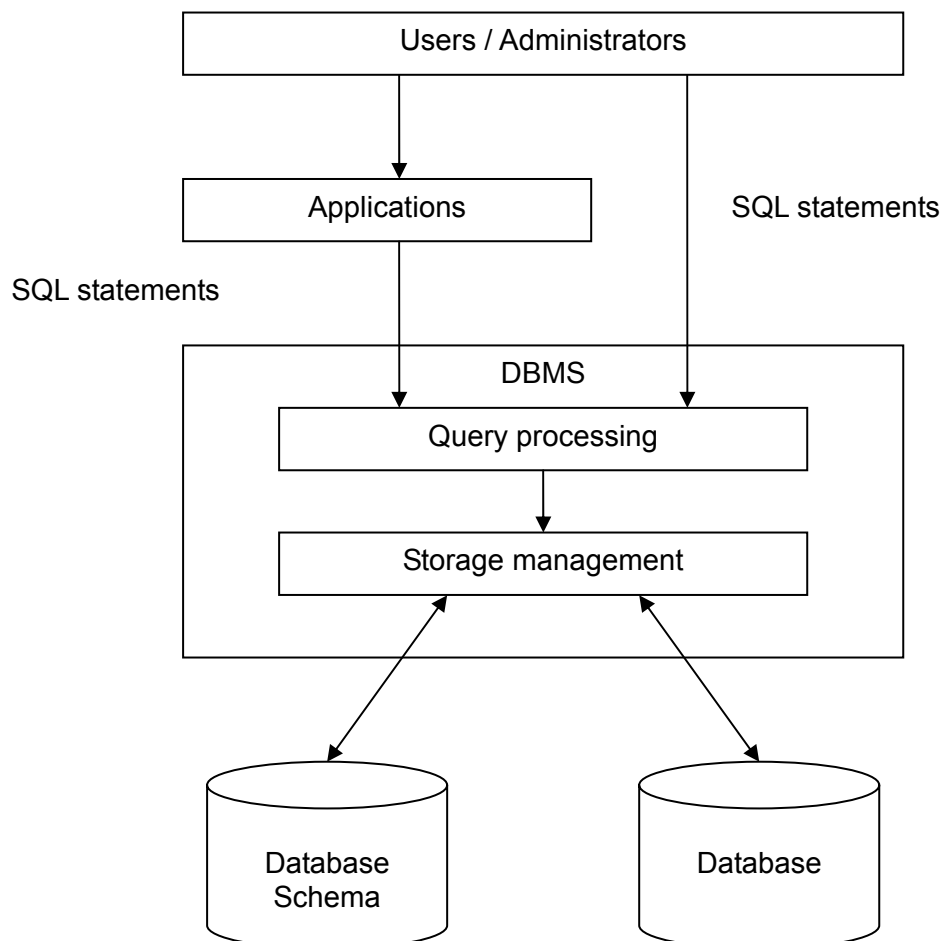 Users / Administrators
Applications
SQL statements
SQL statements
DBMS
Query processing
Storage management
Database
Schema
Database